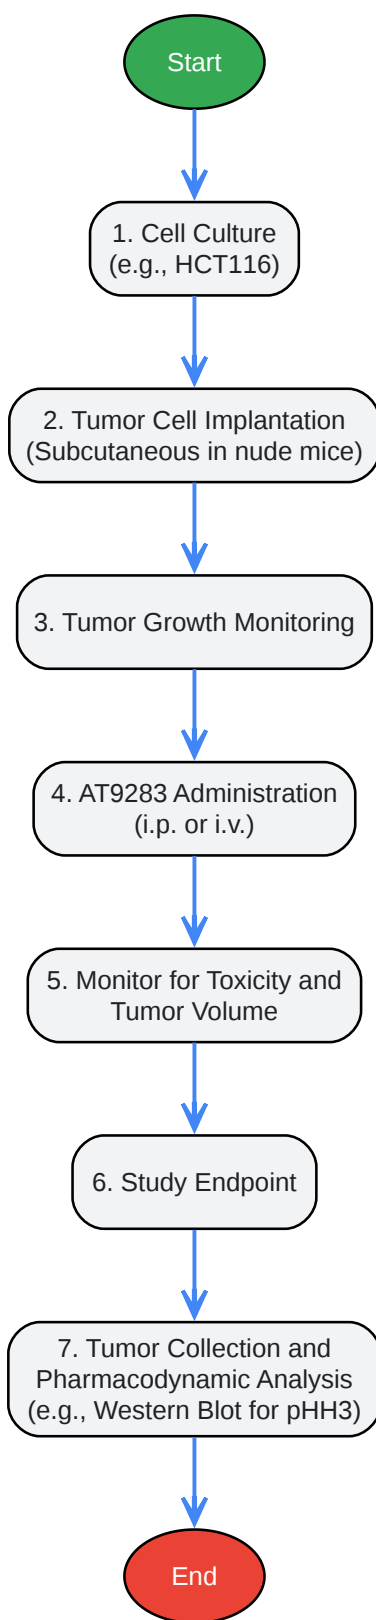 Start
1. Cell Culture
(e.g., HCT116)
2. Tumor Cell Implantation
(Subcutaneous in nude mice)
3. Tumor Growth Monitoring
4. AT9283 Administration
(i.p. or i.v.)
5. Monitor for Toxicity and
Tumor Volume
6. Study Endpoint
7. Tumor Collection and
Pharmacodynamic Analysis
(e.g., Western Blot for pHH3)
End